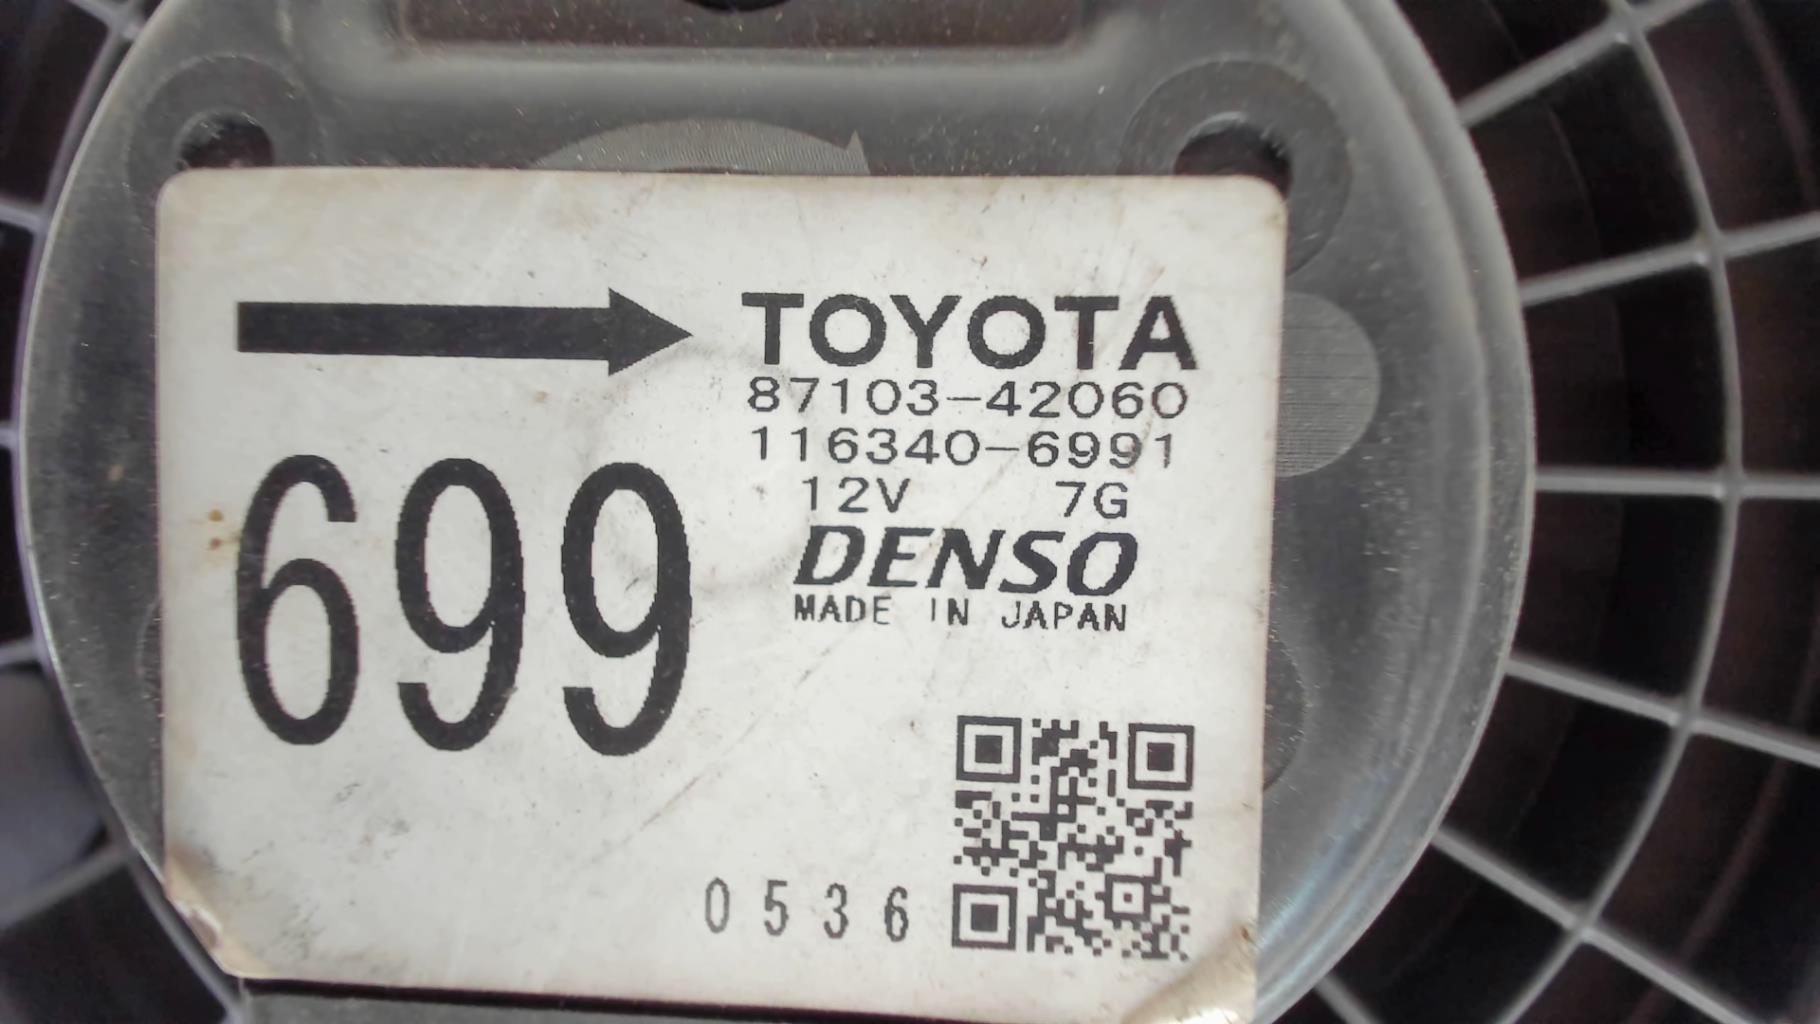 TOYOTA
87103-42060
116340-6991
12V 7G
699
DENSO
MADE IN JAPAN
0536